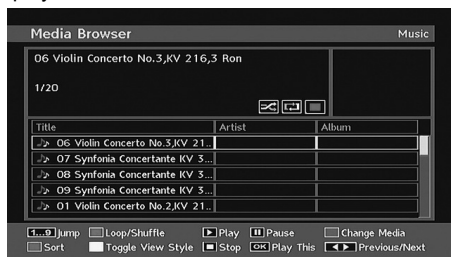 Media Browser Music
06 Violin Concerto No.3,KV 216,3 Ron
1/20
Title Artist Album
06 Violin Concerto No.3,KV 21..
07 Synfonia Concertante KV 3...
08 Synfonia Concertante KV 3...
09 Synfonia Concertante KV 3...
01 Violin Concerto No.2,KV 21..
1...9 Jump Loop/Shuffle Play Pause Change Media
Sort Toggle View Style Stop OK Play This Previous/Next